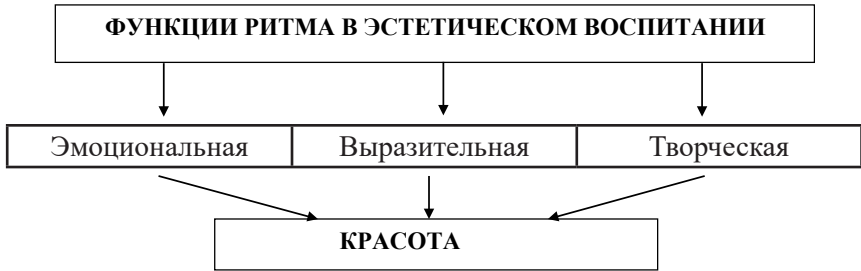 ФУНКЦИИ РИТМА В ЭСТЕТИЧЕСКОМ ВОСПИТАНИИ
Эмоциональная Выразительная Творческая
КРАСОТА